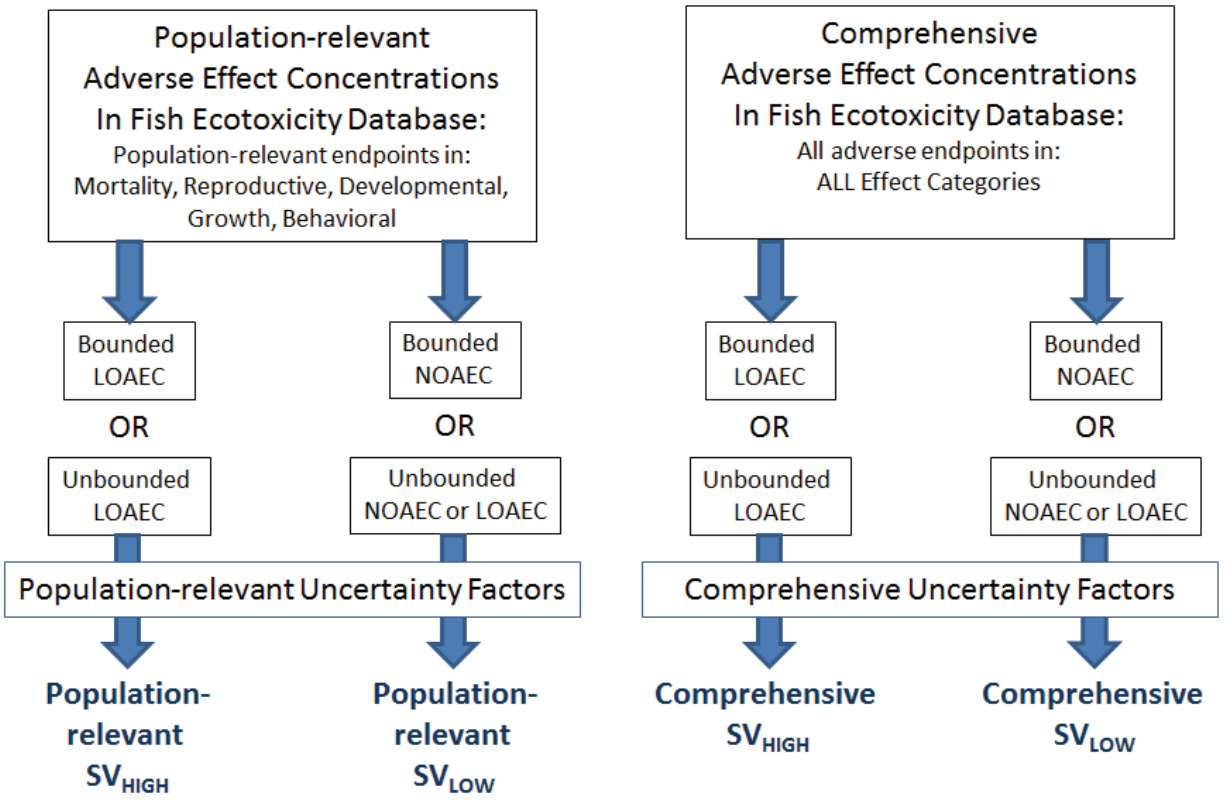 Population-relevant
Adverse Effect Concentrations
In Fish Ecotoxicity Database:
Population-relevant endpoints in:
Mortality, Reproductive, Developmental,
Growth, Behavioral
Bounded
LOAEC
OR
Unbounded
LOAEC
Bounded
NOAEC
OR
Unbounded
NOAEC or LOAEC
Population-relevant Uncertainty Factors
Population-
relevant
SVHIGH
Population-
relevant
SVLOW
Comprehensive
Adverse Effect Concentrations
In Fish Ecotoxicity Database:
All adverse endpoints in:
ALL Effect Categories
Bounded
LOAEC
OR
Unbounded
LOAEC
Bounded
NOAEC
OR
Unbounded
NOAEC or LOAEC
Comprehensive Uncertainty Factors
Comprehensive
SVHIGH
Comprehensive
SVLOW